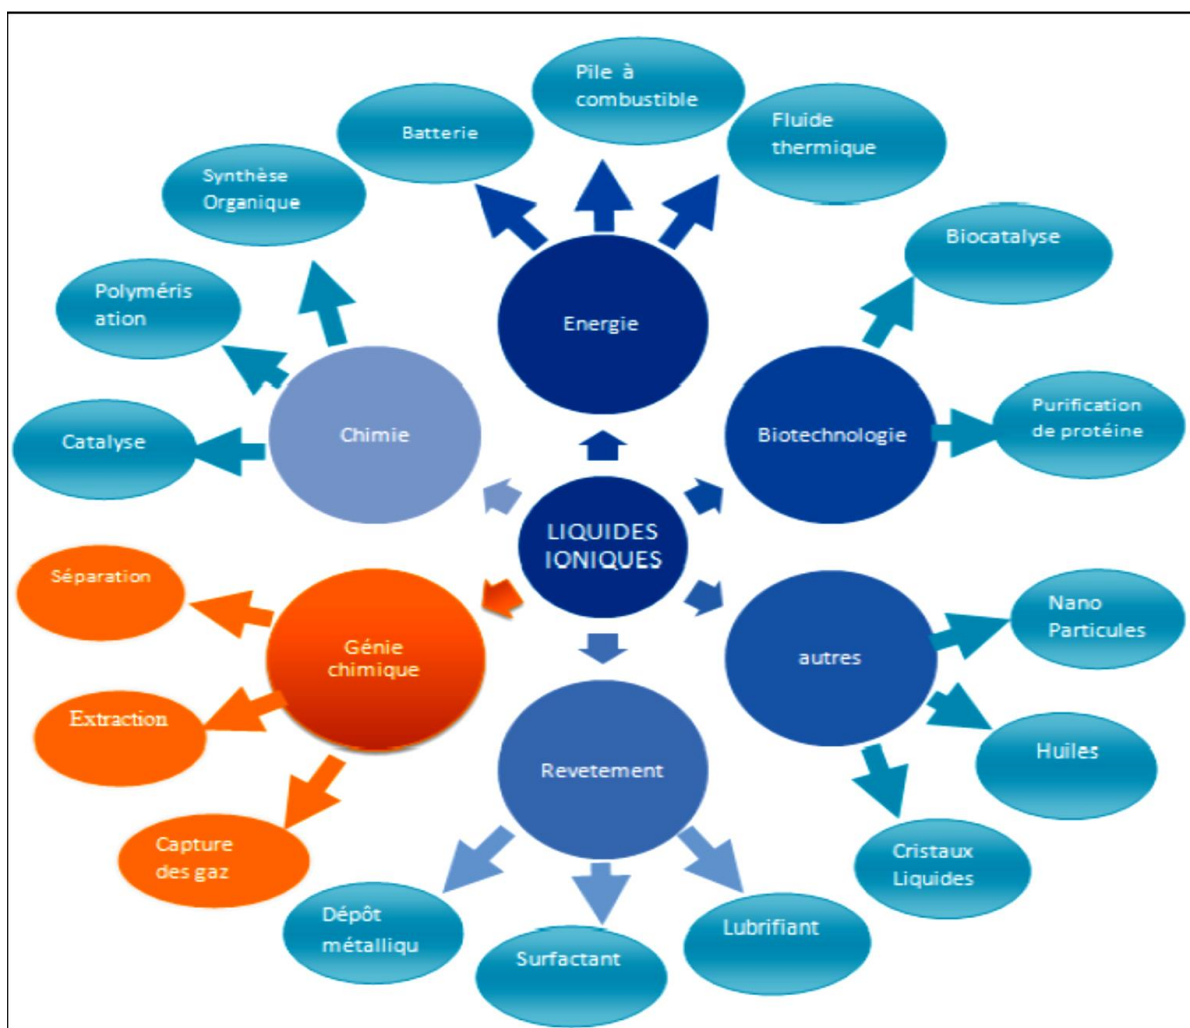 Pile à
combustible
Fluide
thermique
Batterie
Synthèse
Organique
Biocatalyse
Polyméris
ation
Energie
Purification
de protéine
Catalyse
Chimie
Biotechnologie
LIQUIDES
IONIQUES
Séparation
Nano
Particules
Génie
chimique
autres
Extraction
Huiles
Revetement
Capture
des gaz
Cristaux
Liquides
Dépôt
métalliqu
Lubrifiant
Surfactant